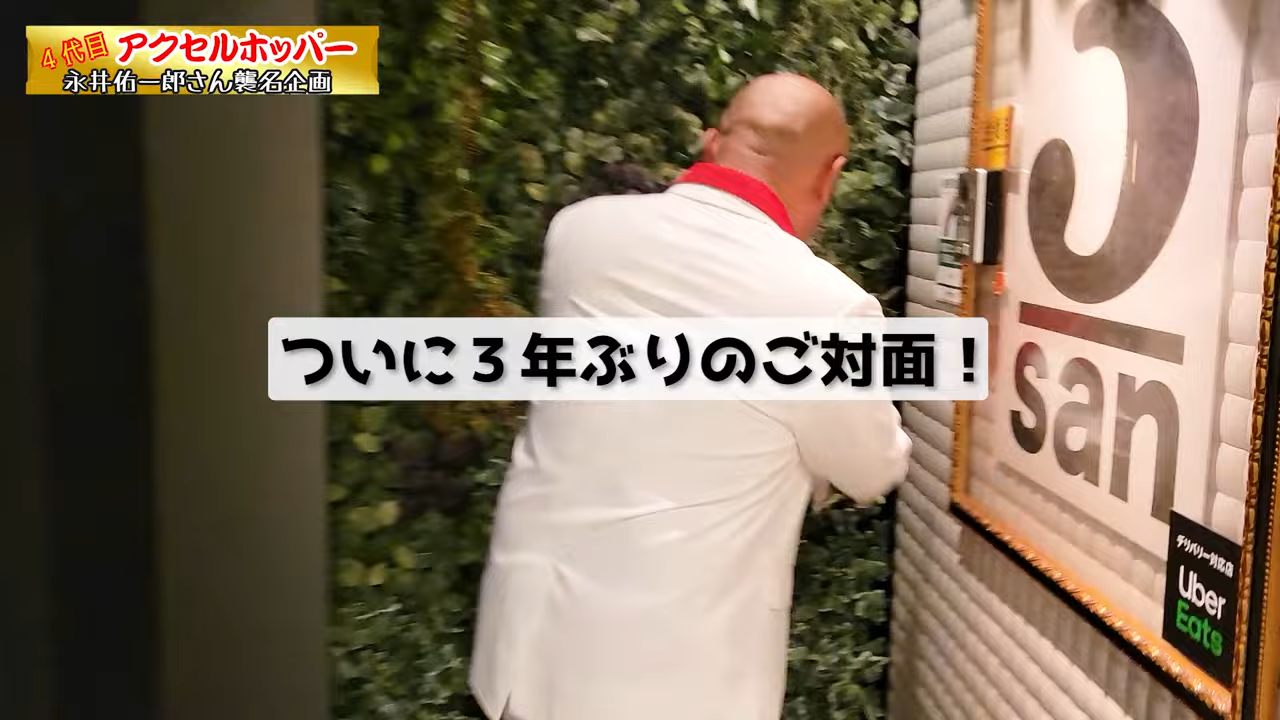 4代目 アクセルホッパー
永井佑一郎さん襲名企画
ついに３年ぶりのご対面！
3
san
デリバリー対応店
Uber
Eats